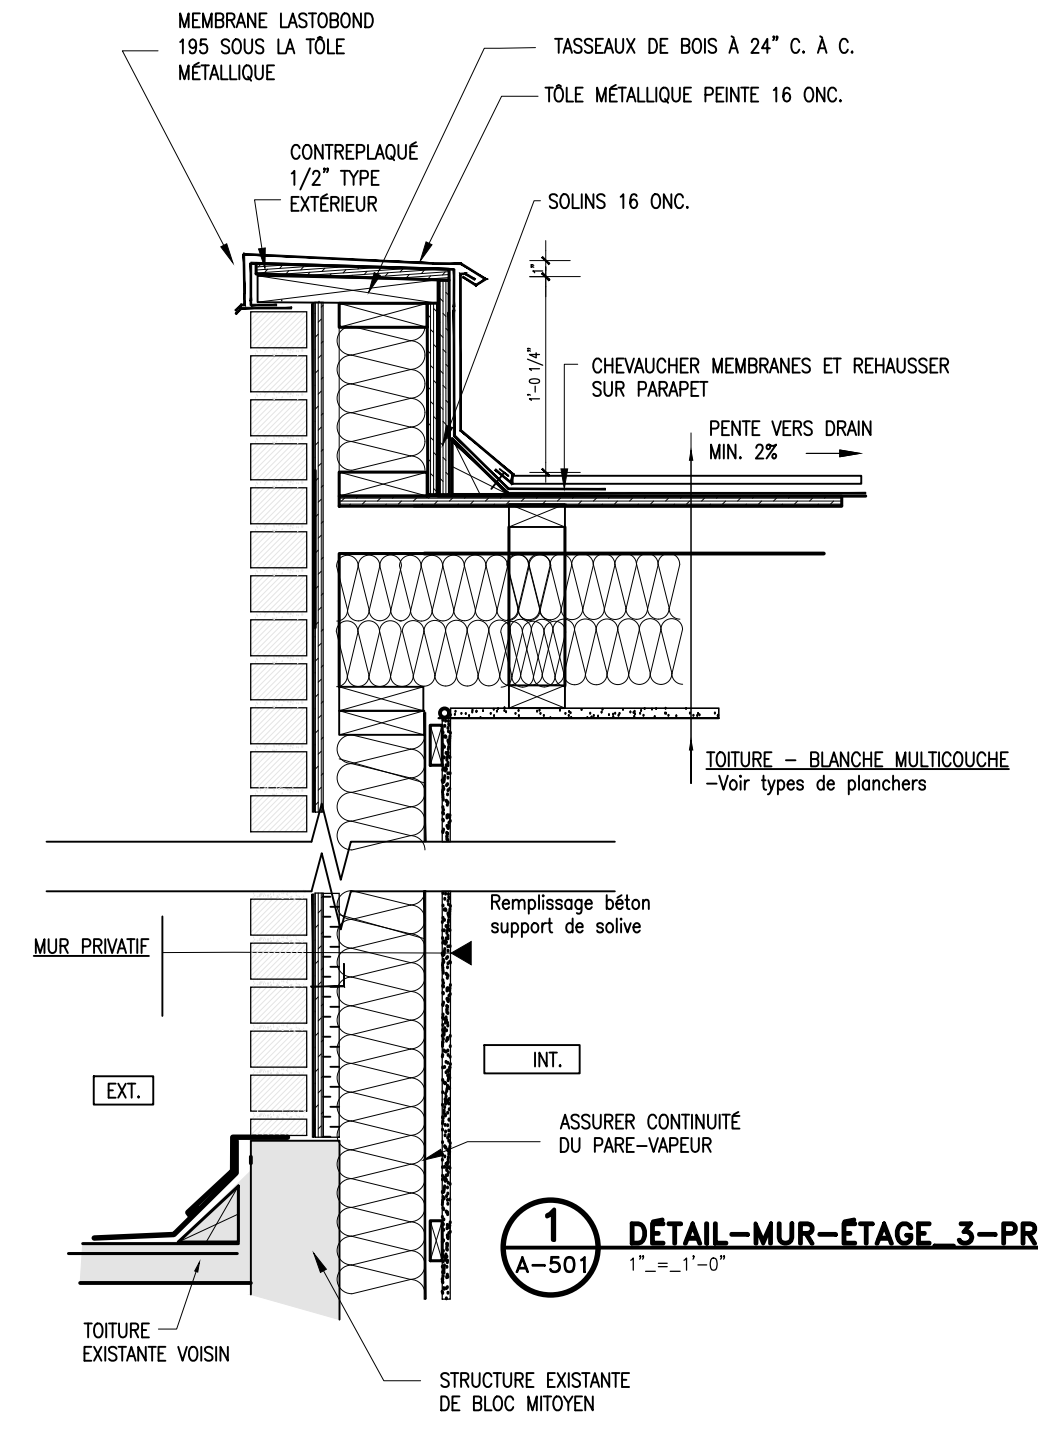 MEMBRANE LASTOBOND
195 SOUS LA TÔLE
MÉTALLIQUE
TASSEAUX DE BOIS À 24" C. À C.
TÔLE MÉTALLIQUE PEINTE 16 ONC.
CONTREPLAQUÉ
1/2" TYPE
EXTÉRIEUR
SOLINS 16 ONC.
1"
1'-0 1/4"
CHEVAUCHER MEMBRANES ET REHAUSSER
SUR PARAPET
PENTE VERS DRAIN
MIN. 2%
TOITURE - BLANCHE MULTICOUCHE
-Voir types de planchers
Remplissage béton
support de solive
MUR PRIVATIF
INT.
EXT.
ASSURER CONTINUITÉ
DU PARE-VAPEUR
1
A-501
DÉTAIL-MUR-ÉTAGE_3-PR
1"_=_1'-0"
TOITURE
EXISTANTE VOISIN
STRUCTURE EXISTANTE
DE BLOC MITOYEN